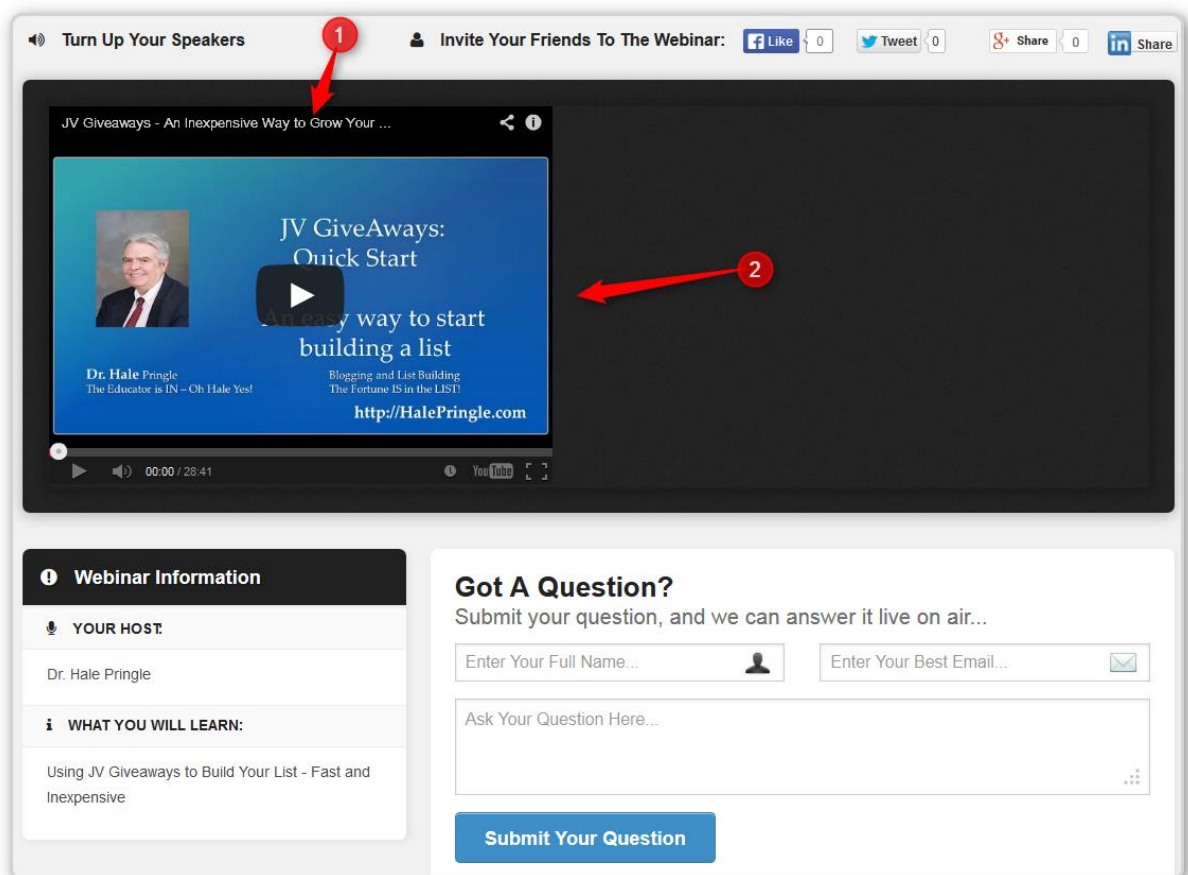 Turn Up Your Speakers
1
Invite Your Friends To The Webinar:
f Like 0
Tweet 0
g+ Share 0
in Share
JV Giveaways - An Inexpensive Way to Grow Your ...
JV GiveAways:
Quick Start
An easy way to start
building a list
Dr. Hale Pringle
The Educator is IN – Oh Hale Yes!
Blogging and List Building
The Fortune IS in the LIST!
http://HalePringle.com
2
00:00 / 28:41
YouTube
Webinar Information
YOUR HOST:
Dr. Hale Pringle
WHAT YOU WILL LEARN:
Using JV Giveaways to Build Your List - Fast and
Inexpensive
Got A Question?
Submit your question, and we can answer it live on air...
Enter Your Full Name...
Enter Your Best Email...
Ask Your Question Here...
Submit Your Question